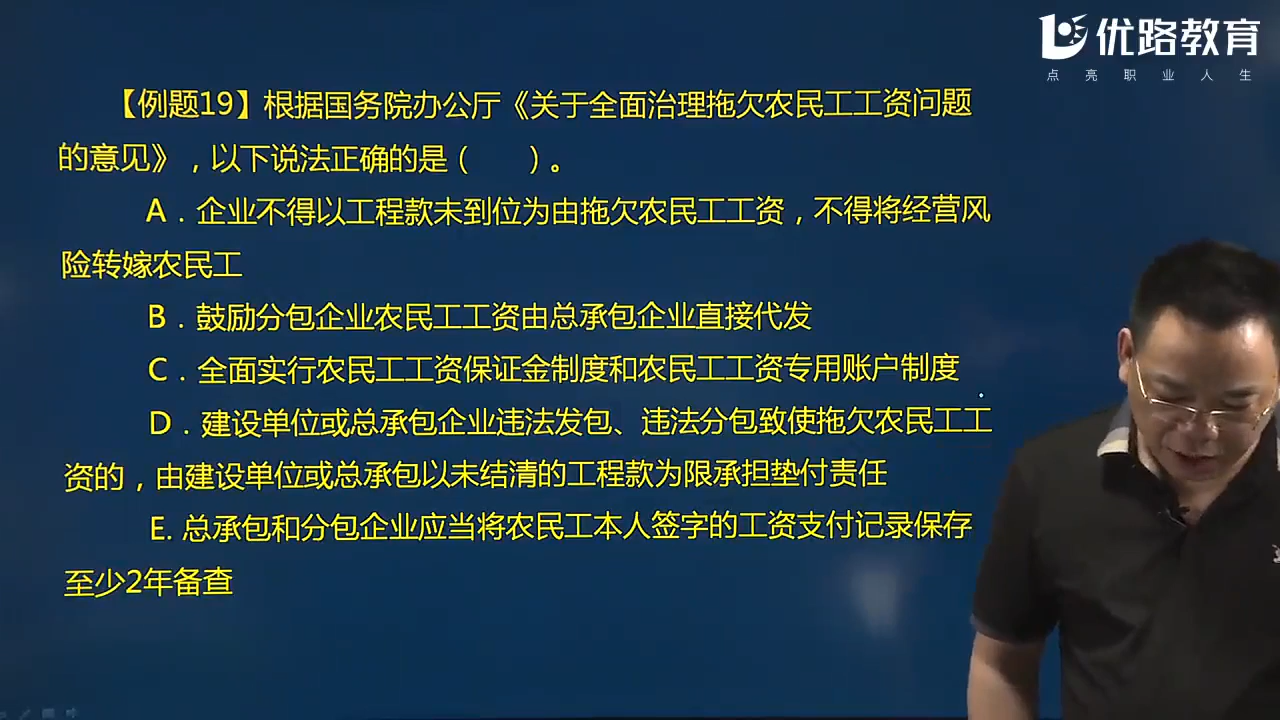 优路教育
点亮职业人生
【例题19】根据国务院办公厅《关于全面治理拖欠农民工工资问题
的意见》，以下说法正确的是（　　）。
A．企业不得以工程款未到位为由拖欠农民工工资，不得将经营风
险转嫁农民工
B．鼓励分包企业农民工工资由总承包企业直接代发
C．全面实行农民工工资保证金制度和农民工工资专用账户制度
D．建设单位或总承包企业违法发包、违法分包致使拖欠农民工工
资的，由建设单位或总承包以未结清的工程款为限承担垫付责任
E. 总承包和分包企业应当将农民工本人签字的工资支付记录保存
至少2年备查